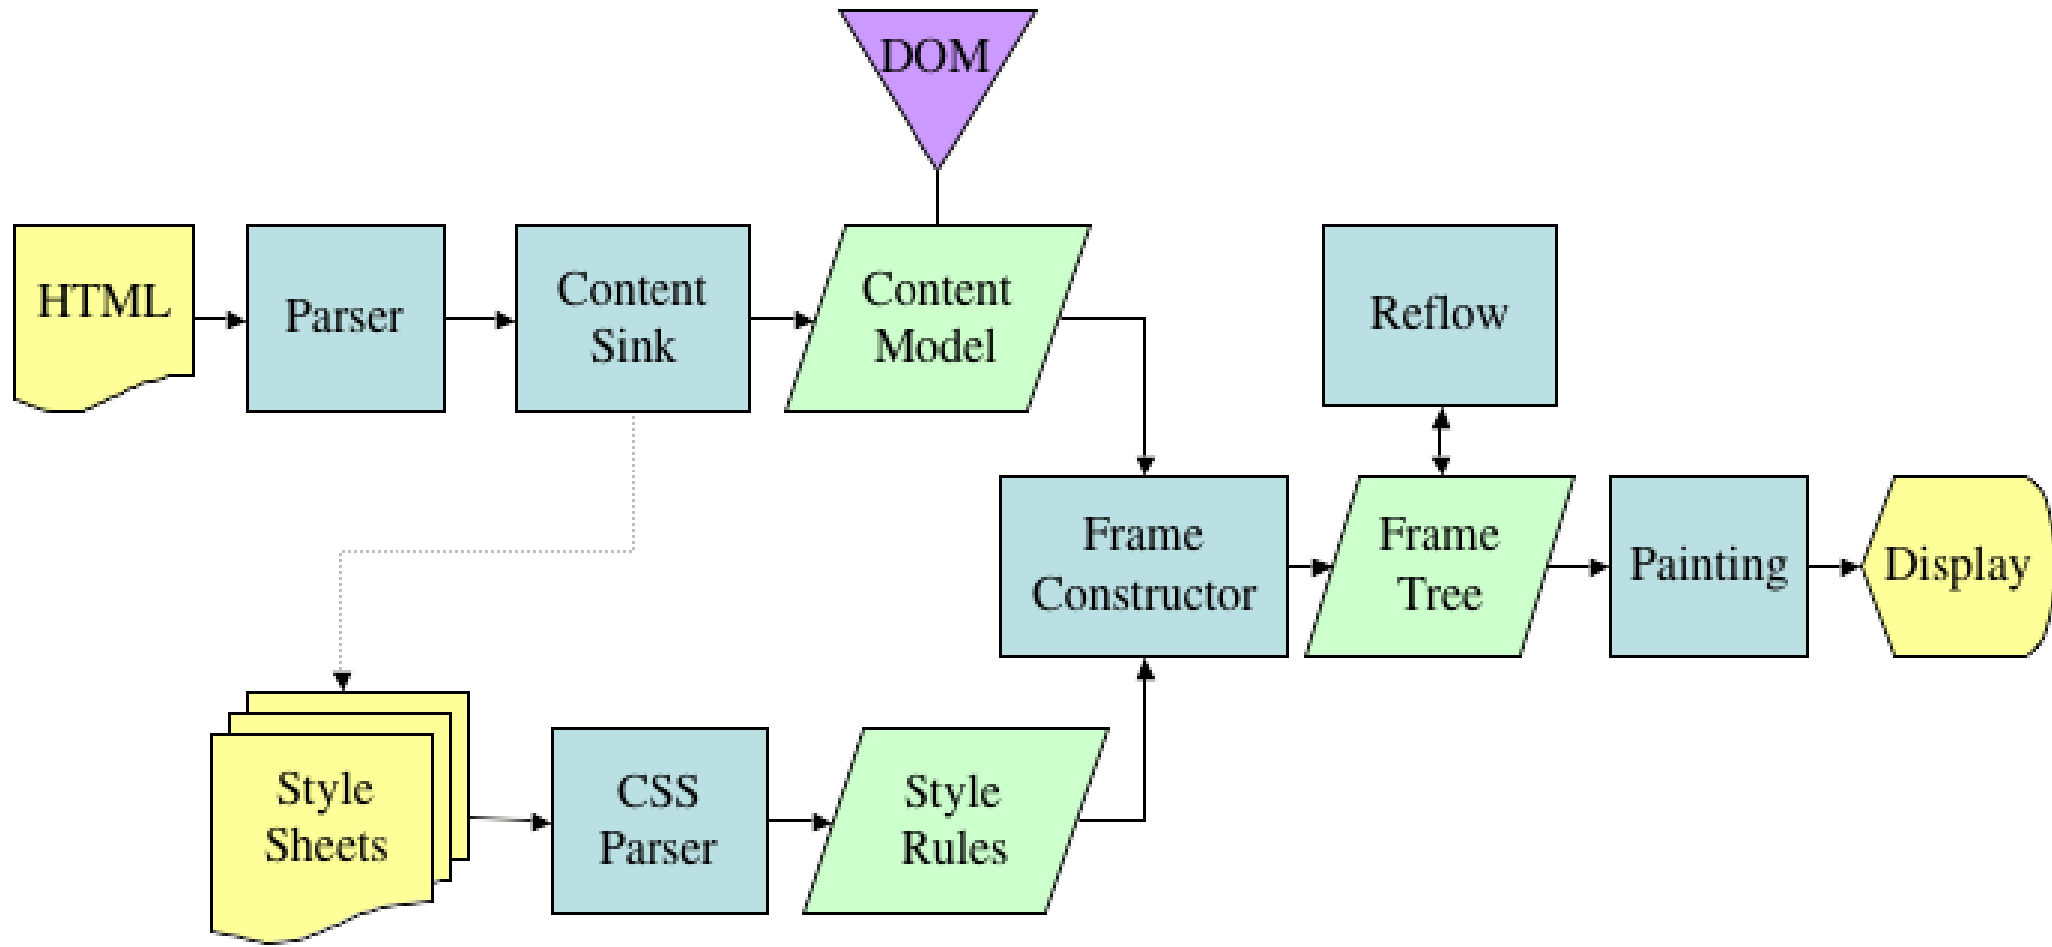 DOM
HTML
Parser
Content
Sink
Content
Model
Reflow
Frame
Constructor
Frame
Tree
Painting
Display
Style
Sheets
CSS
Parser
Style
Rules